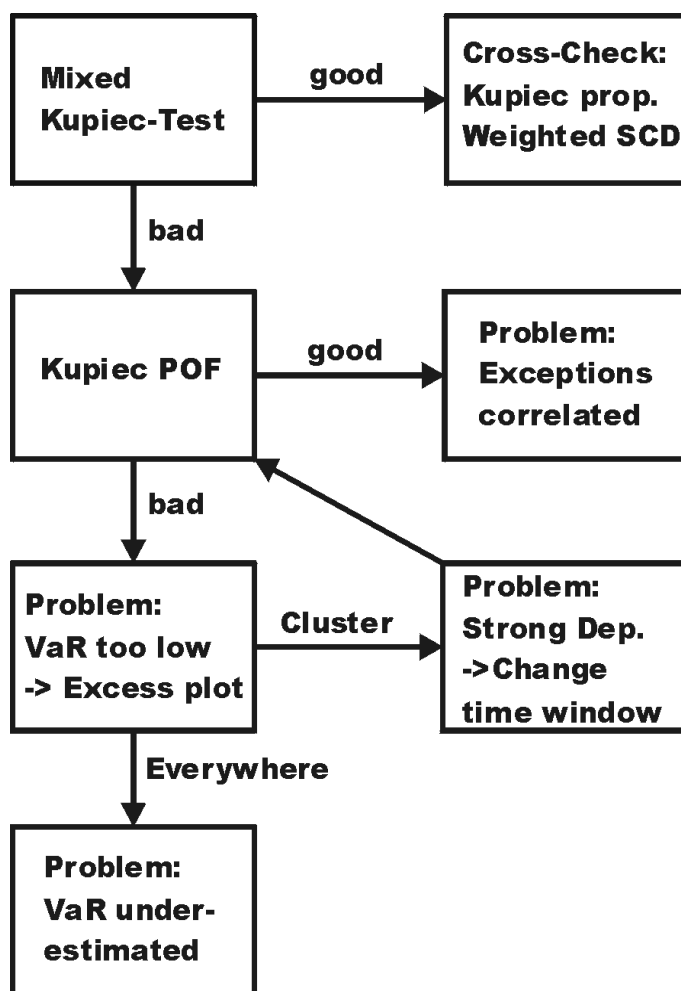 Mixed
Kupiec-Test
good
Cross-Check:
Kupiec prop.
Weighted SCD
bad
Kupiec POF
good
Problem:
Exceptions
correlated
bad
Problem:
VaR too low
-> Excess plot
Cluster
Problem:
Strong Dep.
->Change
time window
Everywhere
Problem:
VaR under-
estimated